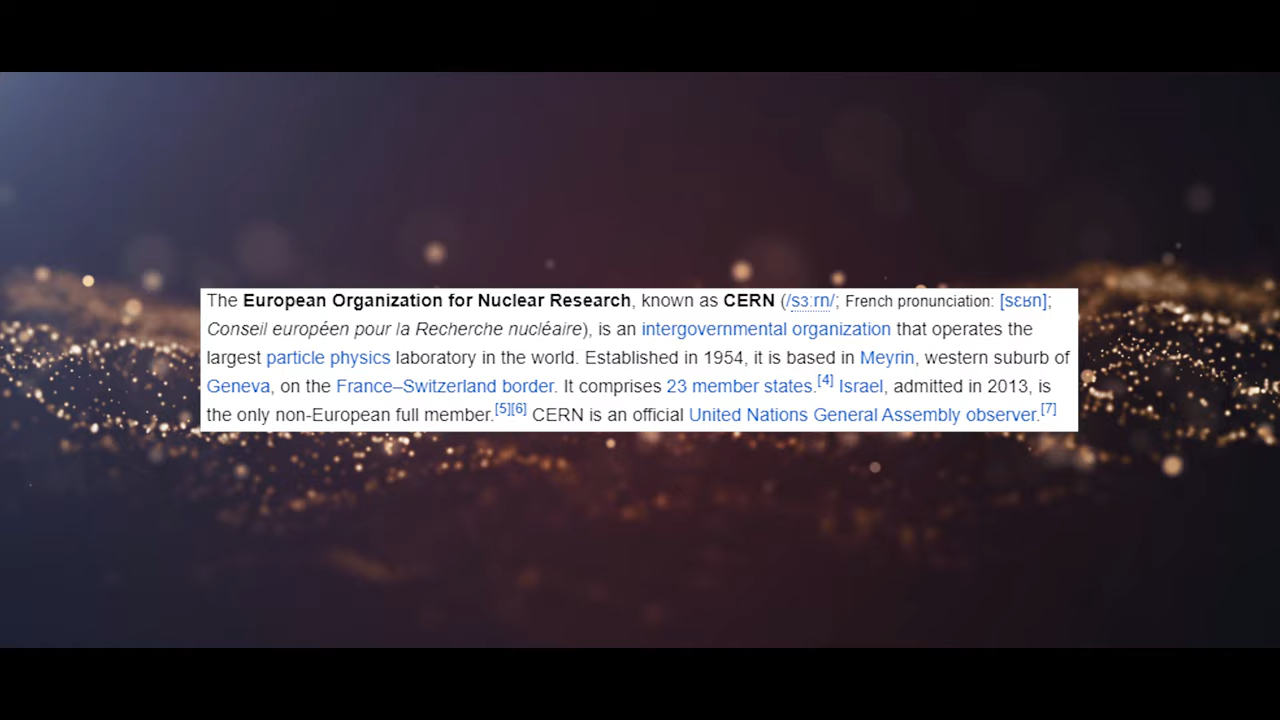 The European Organization for Nuclear Research, known as CERN (/sɜːrn/; French pronunciation: [sɛʁn];
Conseil européen pour la Recherche nucléaire), is an intergovernmental organization that operates the
largest particle physics laboratory in the world. Established in 1954, it is based in Meyrin, western suburb of
Geneva, on the France–Switzerland border. It comprises 23 member states.[4] Israel, admitted in 2013, is
the only non-European full member.[5][6] CERN is an official United Nations General Assembly observer.[7]